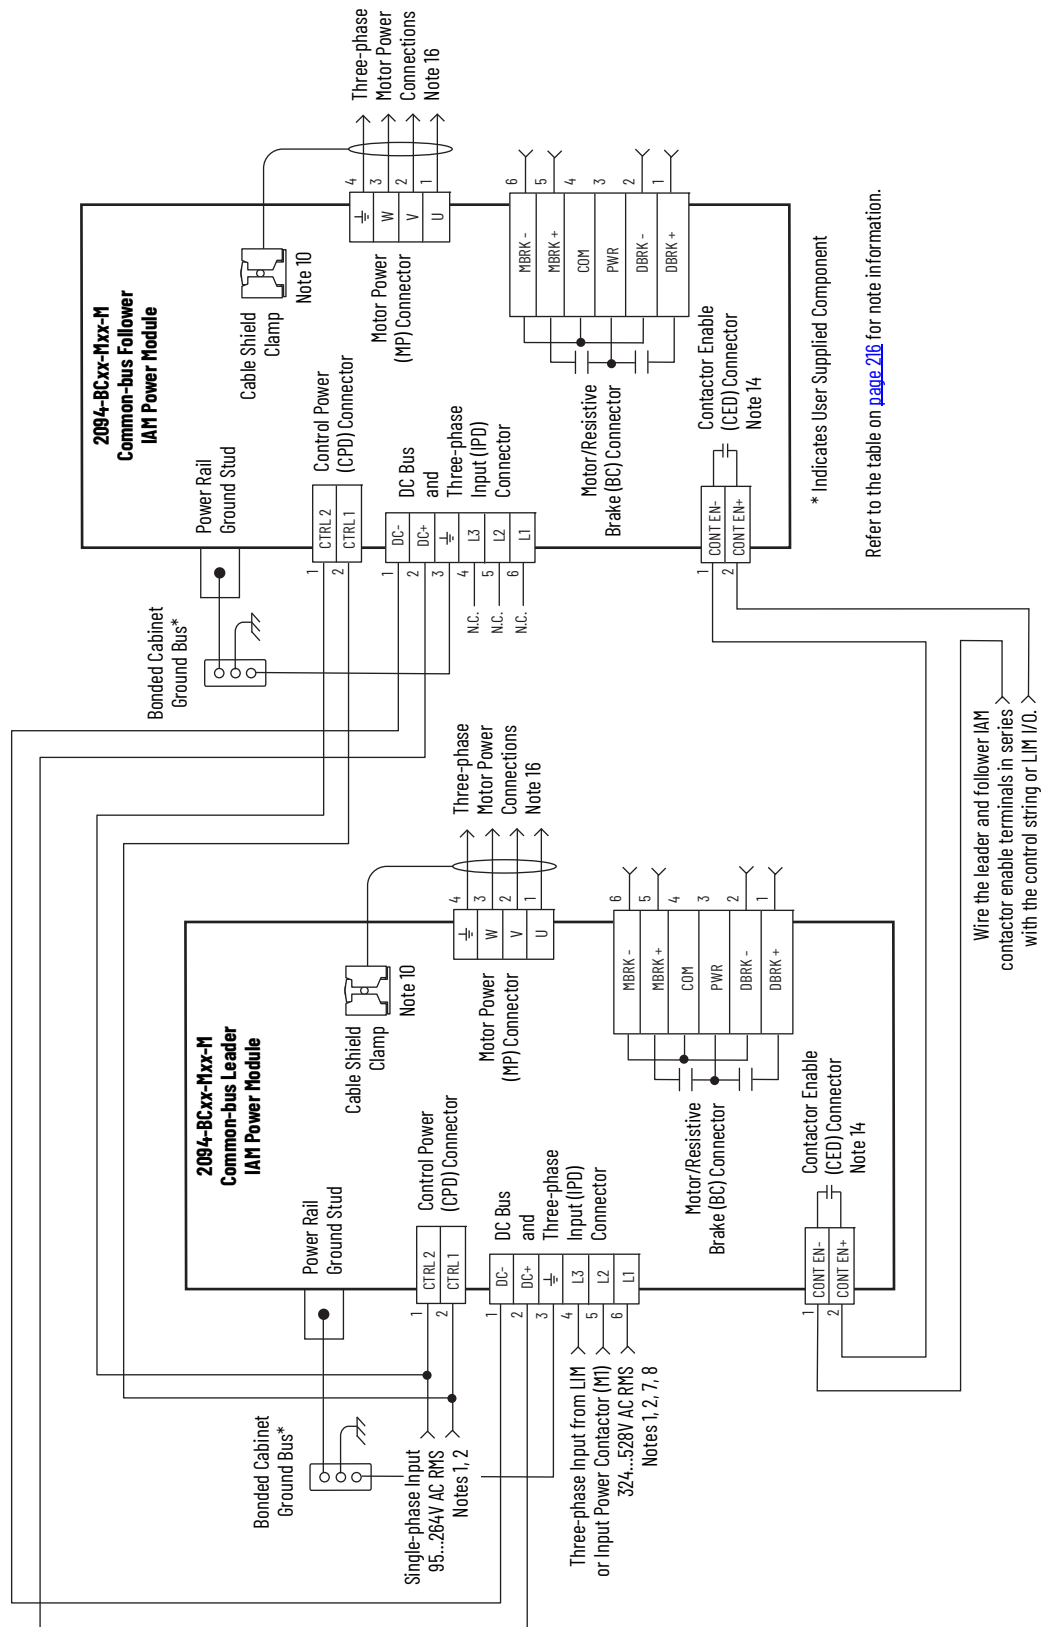 Bonded Cabinet
Ground Bus*
Single-phase Input
95...264V AC RMS
Notes 1, 2
Three-phase Input from LIM
or Input Power Contactor (M1)
324...528V AC RMS
Notes 1, 2, 7, 8
2094-BCxx-Mxx-M
Common-bus Leader
IAM Power Module
Power Rail
Ground Stud
Control Power
(CPD) Connector
1
2
CTRL 2
CTRL 1
DC Bus
and
Three-phase
Input (IPD)
Connector
1
2
3
4
5
6
DC-
DC+
L3
L2
L1
Cable Shield
Clamp
Note 10
Motor Power
(MP) Connector
W
V
U
4
3
2
1
Three-phase
Motor Power
Connections
Note 16
Motor/Resistive
Brake (BC) Connector
MBRK -
MBRK +
COM
PWR
DBRK -
DBRK +
6
5
4
3
2
1
Contactor Enable
(CED) Connector
Note 14
1
2
CONT EN-
CONT EN+
Bonded Cabinet
Ground Bus*
2094-BCxx-Mxx-M
Common-bus Follower
IAM Power Module
Power Rail
Ground Stud
Control Power
(CPD) Connector
1
2
CTRL 2
CTRL 1
DC Bus
and
Three-phase
Input (IPD)
Connector
1
2
3
4
5
6
N.C.
N.C.
N.C.
DC-
DC+
L3
L2
L1
Cable Shield
Clamp
Note 10
Motor Power
(MP) Connector
W
V
U
4
3
2
1
Three-phase
Motor Power
Connections
Note 16
Motor/Resistive
Brake (BC) Connector
MBRK -
MBRK +
COM
PWR
DBRK -
DBRK +
6
5
4
3
2
1
Contactor Enable
(CED) Connector
Note 14
1
2
CONT EN-
CONT EN+
Wire the leader and follower IAM
contactor enable terminals in series
with the control string or LIM I/O.
* Indicates User Supplied Component
Refer to the table on page 216 for note information.